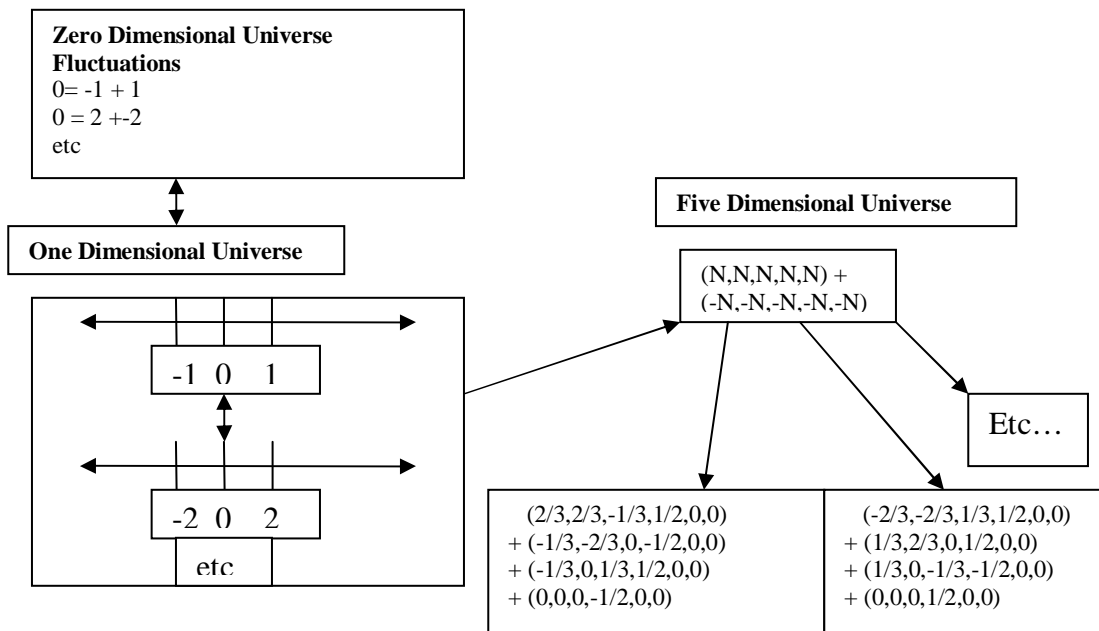 Zero Dimensional Universe
Fluctuations
0= -1 + 1
0 = 2 +-2
etc
One Dimensional Universe
-1 0 1
-2 0 2
etc
Five Dimensional Universe
(N,N,N,N,N) +
(-N,-N,-N,-N,-N)
Etc...
(2/3,2/3,-1/3,1/2,0,0)
+ (-1/3,-2/3,0,-1/2,0,0)
+ (-1/3,0,1/3,1/2,0,0)
+ (0,0,0,-1/2,0,0)
(-2/3,-2/3,1/3,1/2,0,0)
+ (1/3,2/3,0,1/2,0,0)
+ (1/3,0,-1/3,-1/2,0,0)
+ (0,0,0,1/2,0,0)